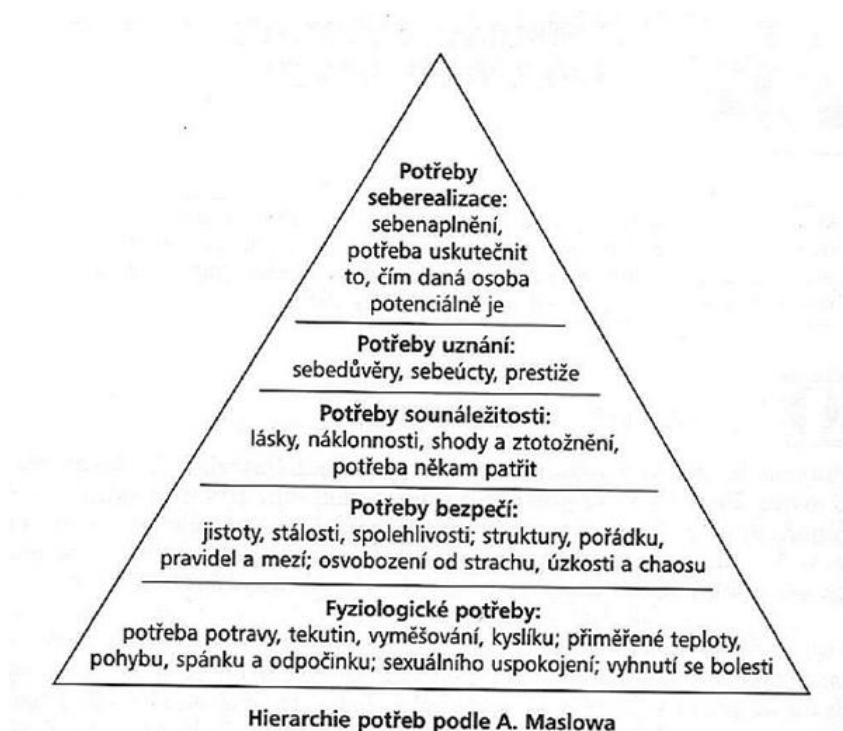 Potřeby
seberealizace:
sebenaplnění,
potřeba uskutečnit
to, čím daná osoba
potenciálně je
Potřeby uznání:
sebedůvěry, sebeúcty, prestiže
Potřeby sounáležitosti:
lásky, náklonnosti, shody a ztotožnění,
potřeba někam patřit
Potřeby bezpečí:
jistoty, stálosti, spolehlivosti; struktury, pořádku,
pravidel a mezí; osvobození od strachu, úzkosti a chaosu
Fyziologické potřeby:
potřeba potravy, tekutin, vyměšování, kyslíku; přiměřené teploty,
pohybu, spánku a odpočinku; sexuálního uspokojení; vyhnutí se bolesti
Hierarchie potřeb podle A. Maslowa